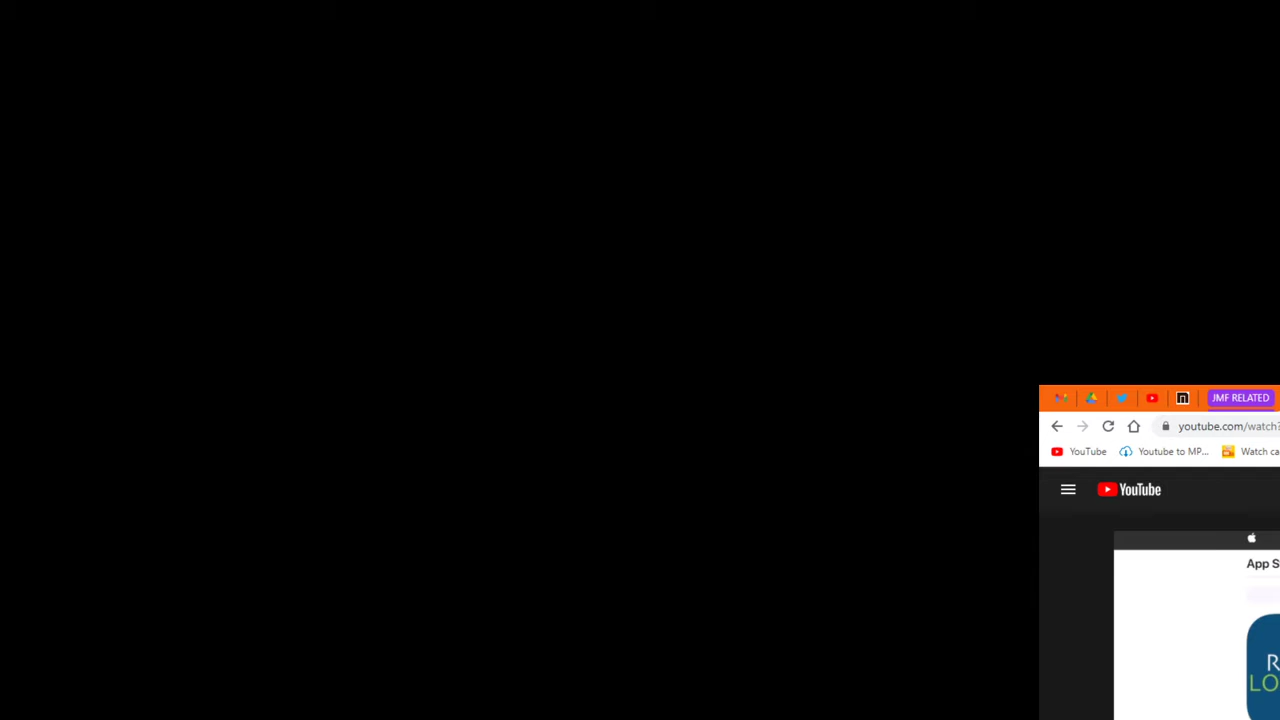 JMF RELATED
youtube.com/watch?
YouTube
Youtube to MP...
Watch ca
YouTube
App S
R
LO